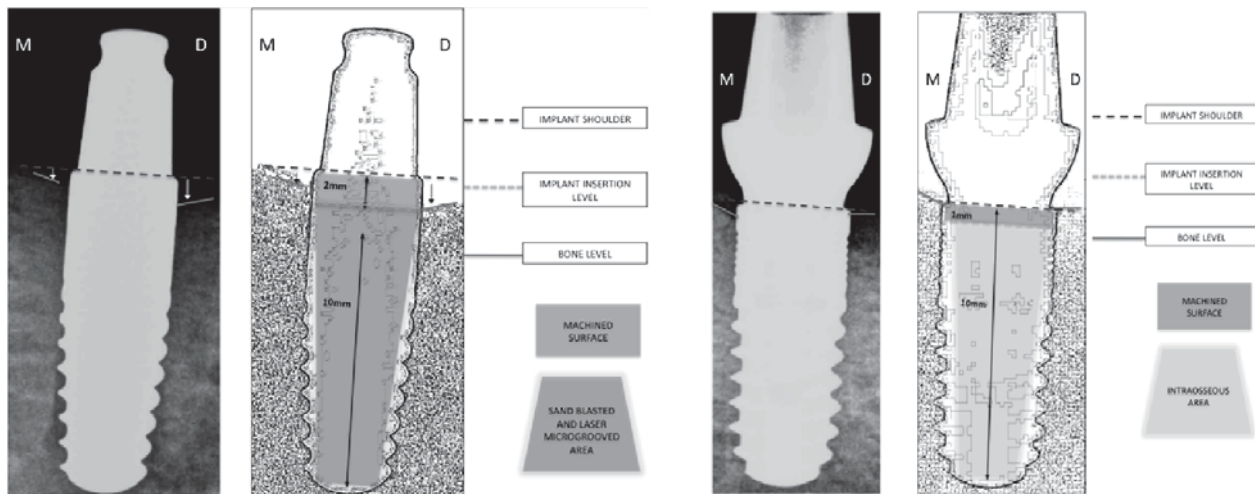 M
D
M
D
2mm
10mm
IMPLANT SHOULDER
IMPLANT INSERTION
LEVEL
BONE LEVEL
MACHINED
SURFACE
SAND BLASTED
AND LASER
MICROGROOVED
AREA
M
D
M
D
1mm
10mm
IMPLANT SHOULDER
IMPLANT INSERTION
LEVEL
BONE LEVEL
MACHINED
SURFACE
INTRAOSSEOUS
AREA